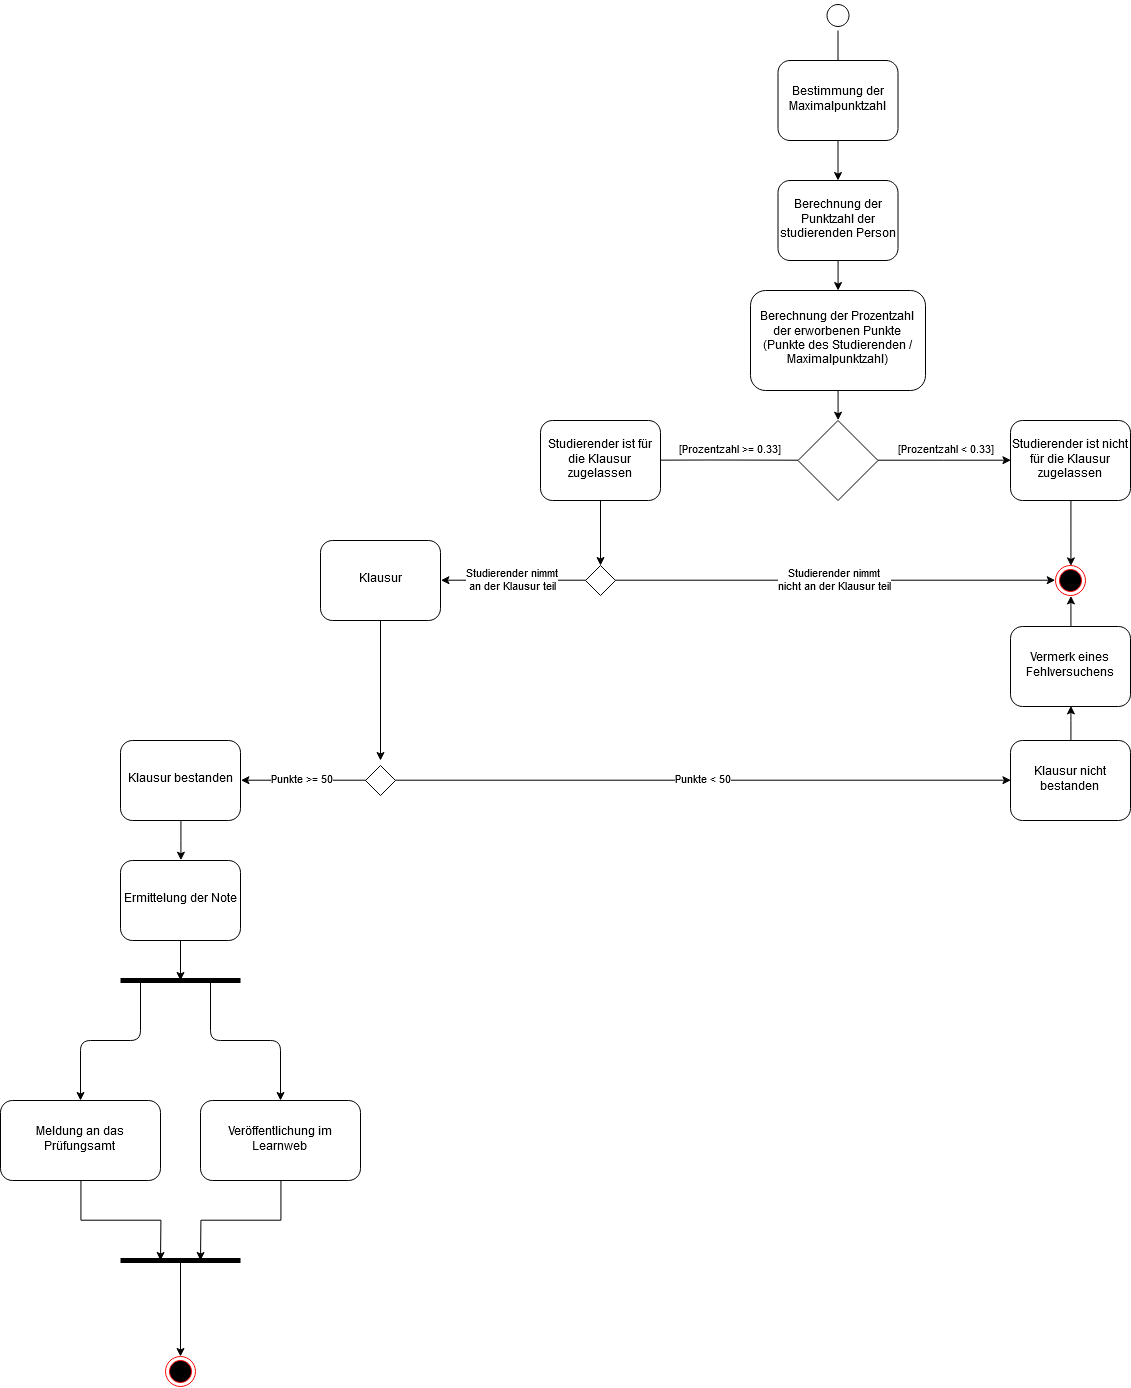 Bestimmung der
Maximalpunktzahl
Berechnung der
Punktzahl der
studierenden Person
Berechnung der Prozentzahl
der erworbenen Punkte
(Punkte des Studierenden /
Maximalpunktzahl)
Studierender ist für
die Klausur
zugelassen
[Prozentzahl >= 0.33]
[Prozentzahl < 0.33]
Studierender ist nicht
für die Klausur
zugelassen
Klausur
Studierender nimmt
an der Klausur teil
Studierender nimmt
nicht an der Klausur teil
Vermerk eines
Fehlversuchens
Klausur bestanden
Punkte >= 50
Punkte < 50
Klausur nicht
bestanden
Ermittelung der Note
Meldung an das
Prüfungsamt
Veröffentlichung im
Learnweb